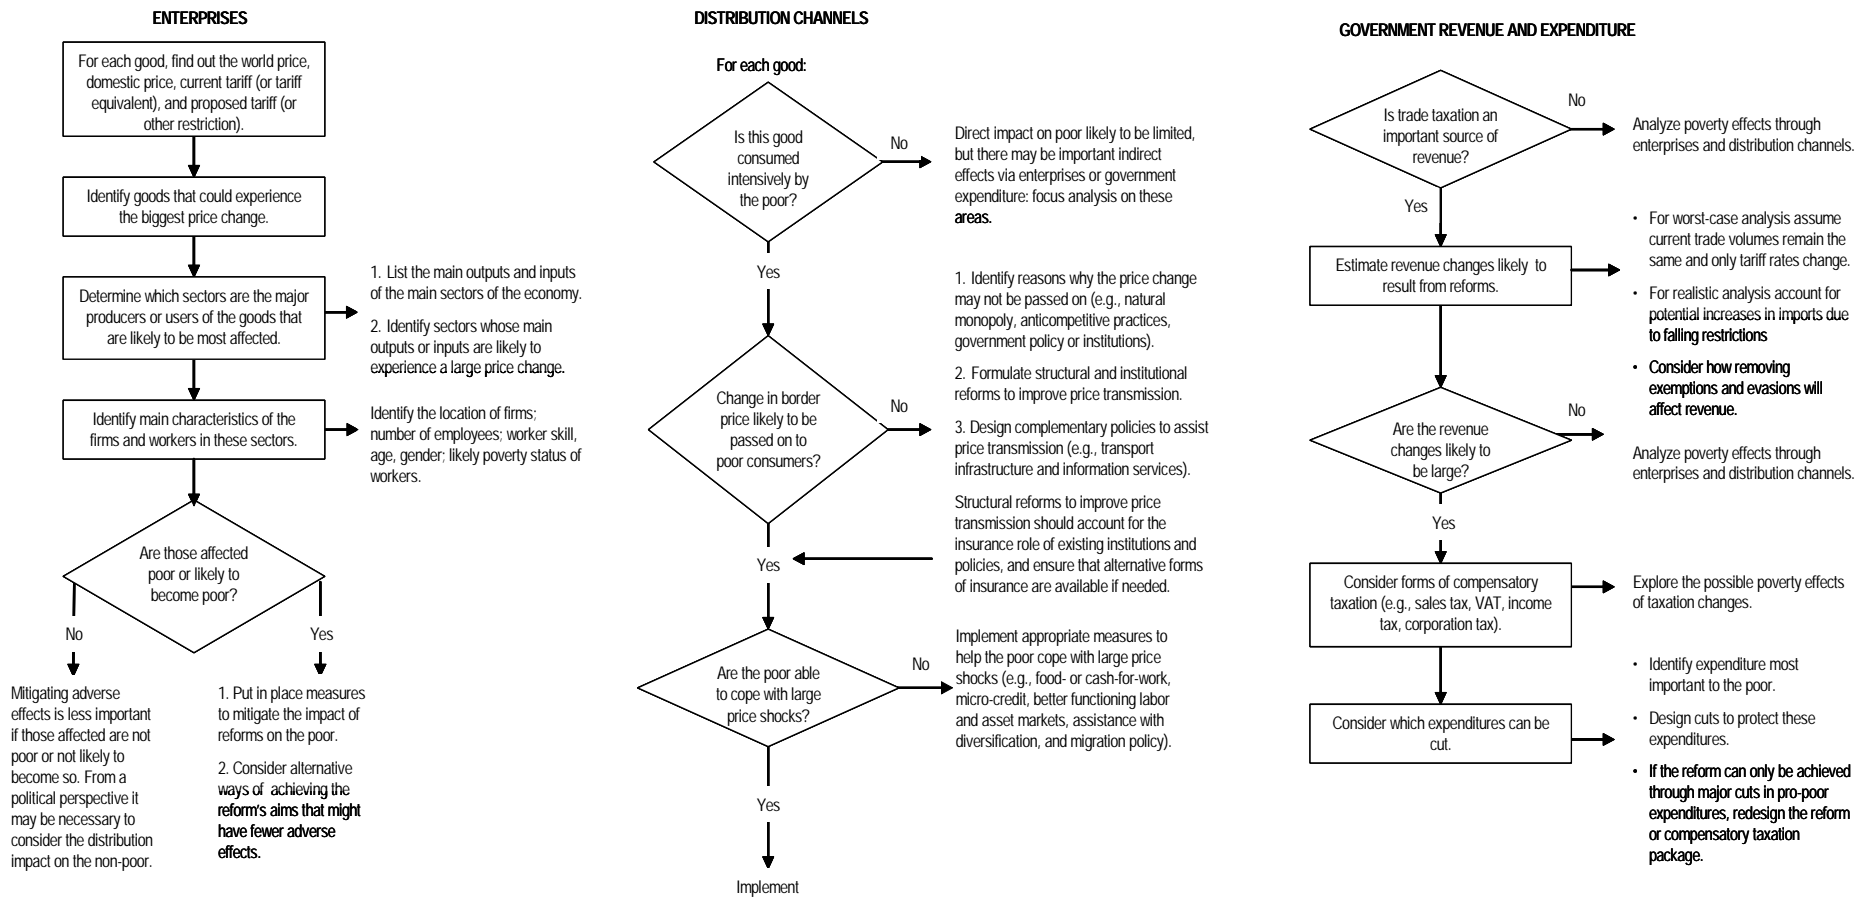 ENTERPRISES
For each good, find out the world price,
domestic price, current tariff (or tariff
equivalent), and proposed tariff (or
other restriction).
Identify goods that could experience
the biggest price change.
Determine which sectors are the major
producers or users of the goods that
are likely to be most affected.
1. List the main outputs and inputs
of the main sectors of the economy.
2. Identify sectors whose main
outputs or inputs are likely to
experience a large price change.
Identify main characteristics of the
firms and workers in these sectors.
Identify the location of firms;
number of employees; worker skill,
age, gender; likely poverty status of
workers.
Are those affected
poor or likely to
become poor?
No
Yes
Mitigating adverse
effects is less important
if those affected are not
poor or not likely to
become so. From a
political perspective it
may be necessary to
consider the distribution
impact on the non-poor.
1. Put in place measures
to mitigate the impact of
reforms on the poor.
2. Consider alternative
ways of achieving the
reform's aims that might
have fewer adverse
effects.
DISTRIBUTION CHANNELS
For each good:
Is this good
consumed
intensively by
the poor?
No
Direct impact on poor likely to be limited,
but there may be important indirect
effects via enterprises or government
expenditure: focus analysis on these
areas.
Yes
1. Identify reasons why the price change
may not be passed on (e.g., natural
monopoly, anticompetitive practices,
government policy or institutions).
2. Formulate structural and institutional
reforms to improve price transmission.
3. Design complementary policies to assist
price transmission (e.g., transport
infrastructure and information services).
Change in border
price likely to be
passed on to
poor consumers?
No
Structural reforms to improve price
transmission should account for the
insurance role of existing institutions and
policies, and ensure that alternative forms
of insurance are available if needed.
Yes
Are the poor able
to cope with large
price shocks?
No
Implement appropriate measures to
help the poor cope with large price
shocks (e.g., food- or cash-for-work,
micro-credit, better functioning labor
and asset markets, assistance with
diversification, and migration policy).
Yes
Implement
GOVERNMENT REVENUE AND EXPENDITURE
Is trade taxation an
important source of
revenue?
No
Analyze poverty effects through
enterprises and distribution channels.
Yes
Estimate revenue changes likely to
result from reforms.
• For worst-case analysis assume
current trade volumes remain the
same and only tariff rates change.
• For realistic analysis account for
potential increases in imports due
to falling restrictions
• Consider how removing
exemptions and evasions will
affect revenue.
Are the revenue
changes likely to
be large?
No
Analyze poverty effects through
enterprises and distribution channels.
Yes
Consider forms of compensatory
taxation (e.g., sales tax, VAT, income
tax, corporation tax).
Explore the possible poverty effects
of taxation changes.
Consider which expenditures can be
cut.
• Identify expenditure most
important to the poor.
• Design cuts to protect these
expenditures.
• If the reform can only be achieved
through major cuts in pro-poor
expenditures, redesign the reform
or compensatory taxation
package.